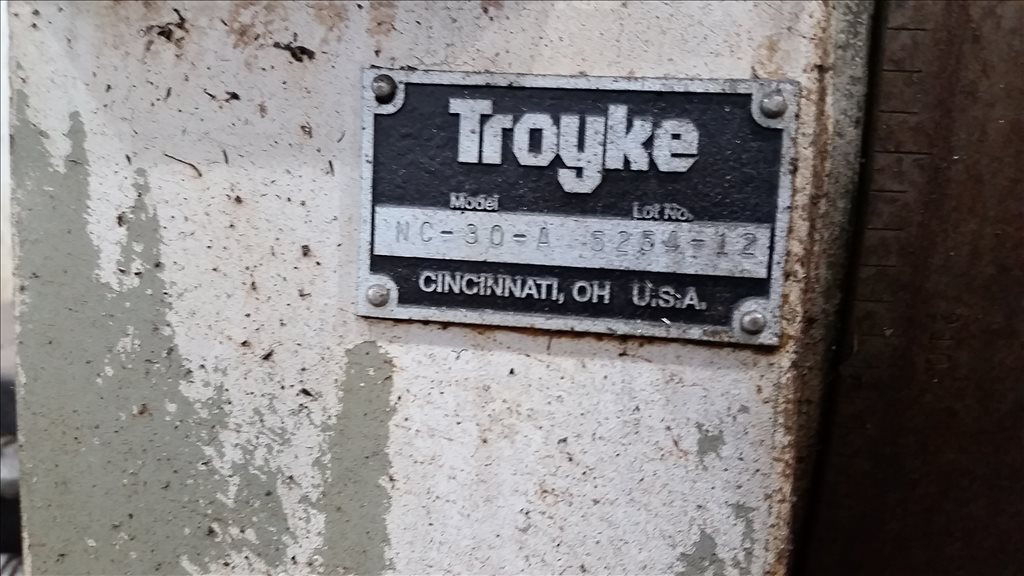 Troyke
Model Lot No.
NC-30-A 5254-12
CINCINNATI, OH U.S.A.